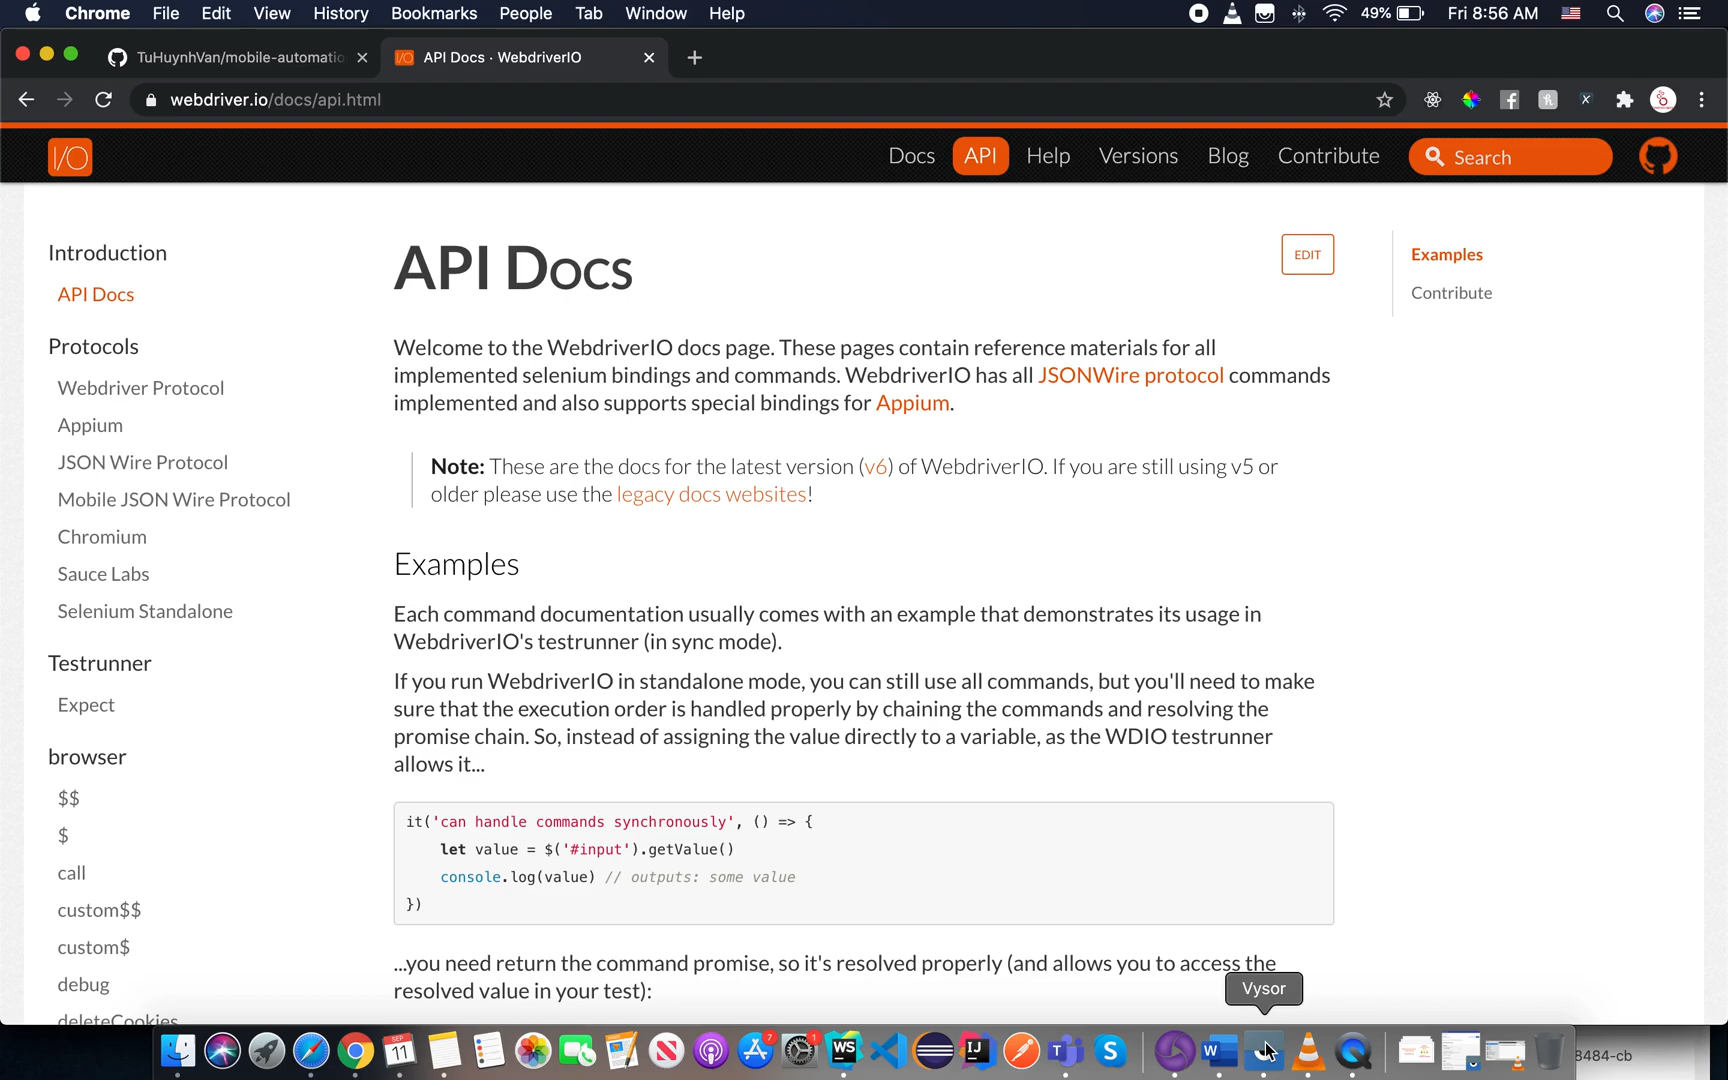 Chrome File Edit View History Bookmarks People Tab Window Help 49% Fri 8:56 AM
TuHuynhVan/mobile-automatio API Docs · WebdriverIO
webdriver.io/docs/api.html
I/O Docs API Help Versions Blog Contribute Search
Introduction
API Docs
Protocols
Webdriver Protocol
Appium
JSON Wire Protocol
Mobile JSON Wire Protocol
Chromium
Sauce Labs
Selenium Standalone
Testrunner
Expect
browser
$$
$
call
custom$$
custom$
debug
deleteCookies
API Docs
EDIT
Welcome to the WebdriverIO docs page. These pages contain reference materials for all
implemented selenium bindings and commands. WebdriverIO has all JSONWire protocol commands
implemented and also supports special bindings for Appium.
Note: These are the docs for the latest version (v6) of WebdriverIO. If you are still using v5 or
older please use the legacy docs websites!
Examples
Each command documentation usually comes with an example that demonstrates its usage in
WebdriverIO's testrunner (in sync mode).
If you run WebdriverIO in standalone mode, you can still use all commands, but you'll need to make
sure that the execution order is handled properly by chaining the commands and resolving the
promise chain. So, instead of assigning the value directly to a variable, as the WDIO testrunner
allows it...
it('can handle commands synchronously', () => {
let value = $('#input').getValue()
console.log(value) // outputs: some value
})
...you need return the command promise, so it's resolved properly (and allows you to access the
resolved value in your test):
Examples
Contribute
Vysor
SEP
11
7
1
WS
IJ
T
S
W
8484-cb